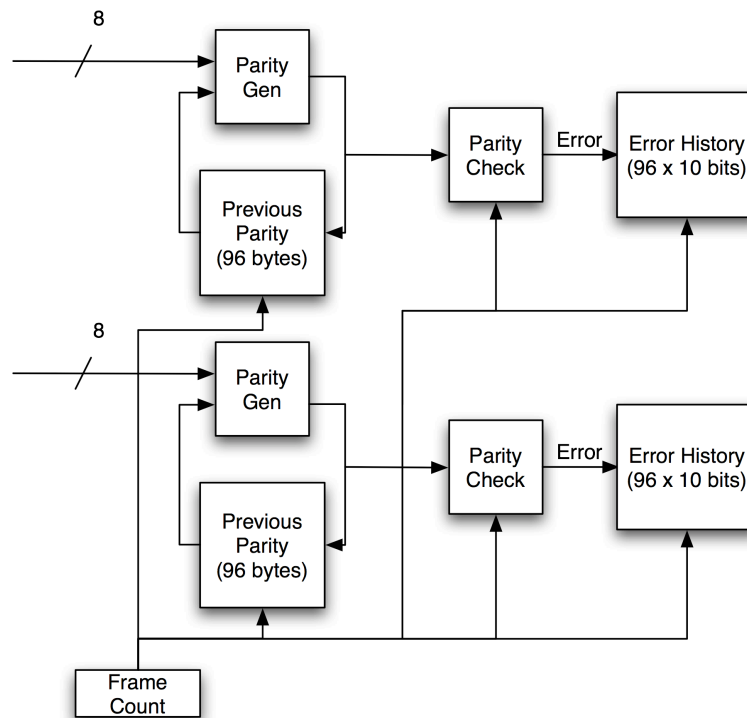 8
Parity
Gen
Parity
Check
Error
Error History
(96 x 10 bits)
Previous
Parity
(96 bytes)
8
Parity
Gen
Parity
Check
Error
Error History
(96 x 10 bits)
Previous
Parity
(96 bytes)
Frame
Count